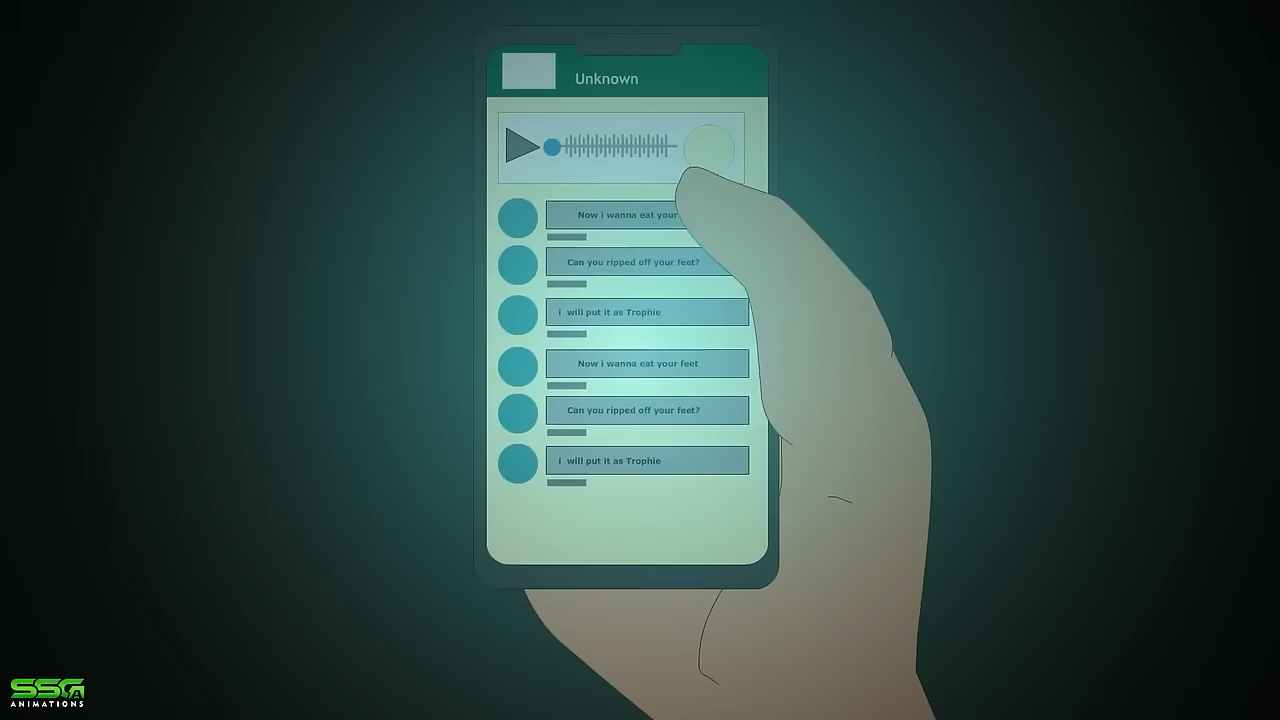 Unknown
Now i wanna eat your
Can you ripped off your feet?
i will put it as Trophie
Now i wanna eat your feet
Can you ripped off your feet?
i will put it as Trophie
SSGA
ANIMATIONS